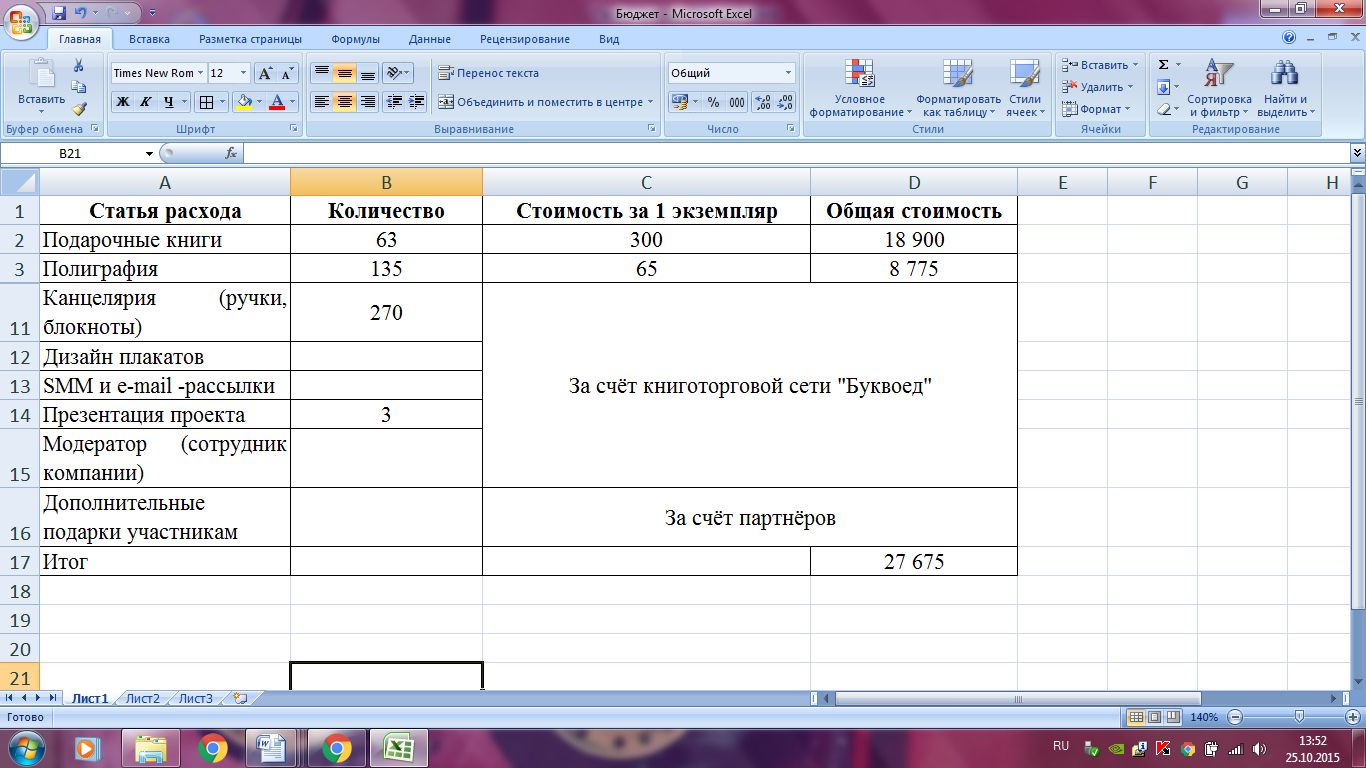 Бюджет - Microsoft Excel
Главная Вставка Разметка страницы Формулы Данные Рецензирование Вид
Вставить
Буфер обмена
Times New Rom 12
Ж К Ч
Шрифт
Перенос текста
Объединить и поместить в центре
Выравнивание
Общий
% 000
Число
Условное форматирование
Форматировать как таблицу
Стили ячеек
Стили
Вставить
Удалить
Формат
Ячейки
Сортировка и фильтр
Найти и выделить
Редактирование
B21 fx
A B C D E F G H
1 Статья расхода Количество Стоимость за 1 экземпляр Общая стоимость
2 Подарочные книги 63 300 18 900
3 Полиграфия 135 65 8 775
11 Канцелярия (ручки, блокноты) 270
12 Дизайн плакатов
13 SMM и e-mail -рассылки За счёт книготорговой сети "Буквоед"
14 Презентация проекта 3
15 Модератор (сотрудник компании)
16 Дополнительные подарки участникам За счёт партнёров
17 Итог 27 675
18
19
20
21
Лист1 Лист2 Лист3
Готово 140%
RU 13:52
25.10.2015